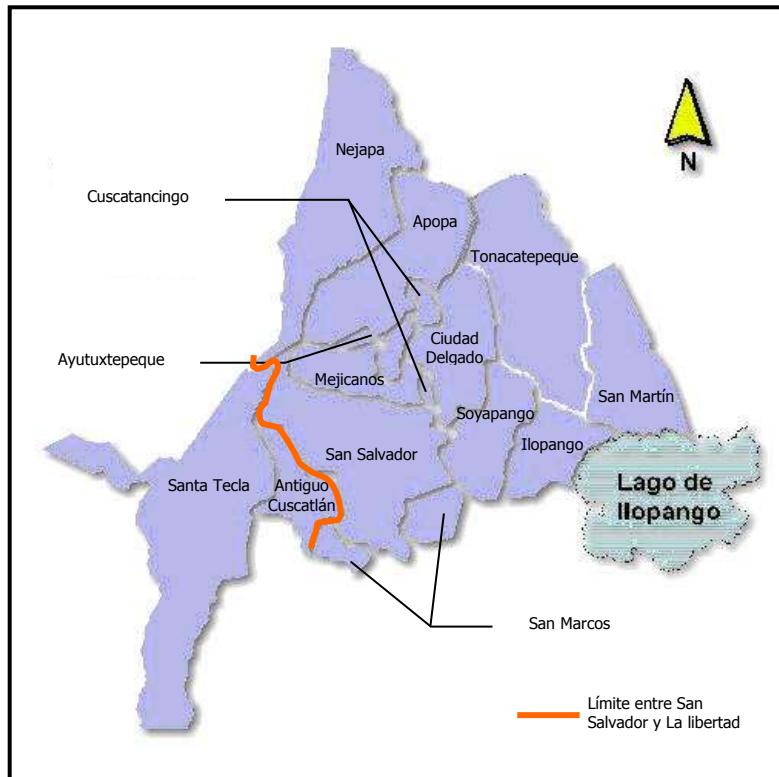 Nejapa
N
Cuscatancingo
Apopa
Tonacatepeque
Ayutuxtepeque
Ciudad
Delgado
Mejicanos
San Martín
Soyapango
Ilopango
San Salvador
Santa Tecla
Antiguo
Cuscatlán
Lago de
Ilopango
San Marcos
Límite entre San
Salvador y La libertad